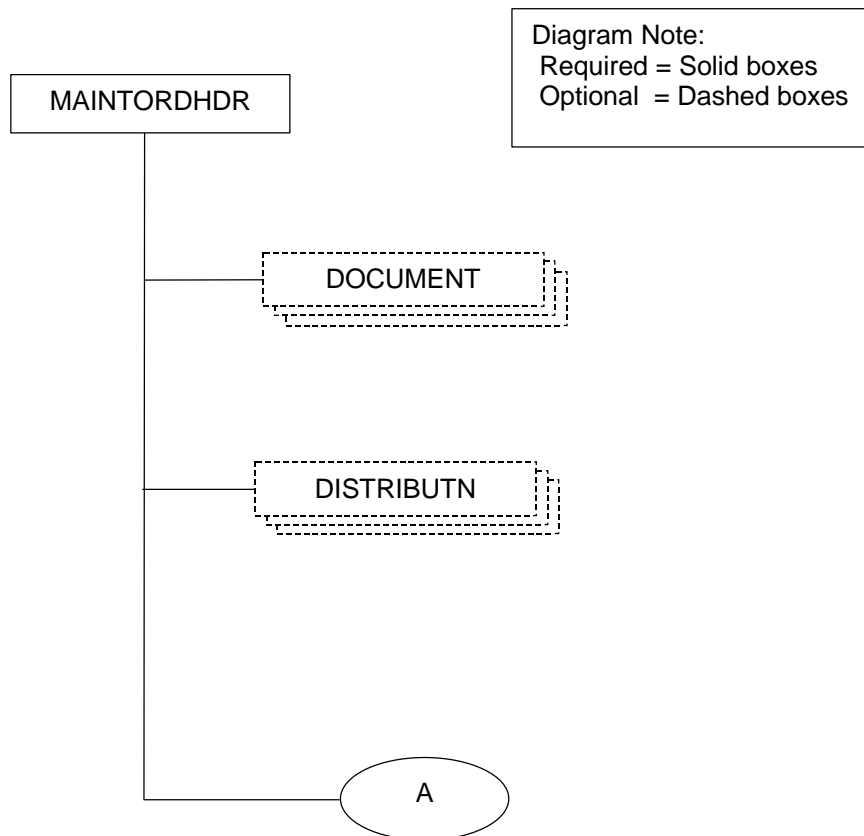 Diagram Note:
Required = Solid boxes
Optional = Dashed boxes
MAINTORDHDR
DOCUMENT
DISTRIBUTN
A